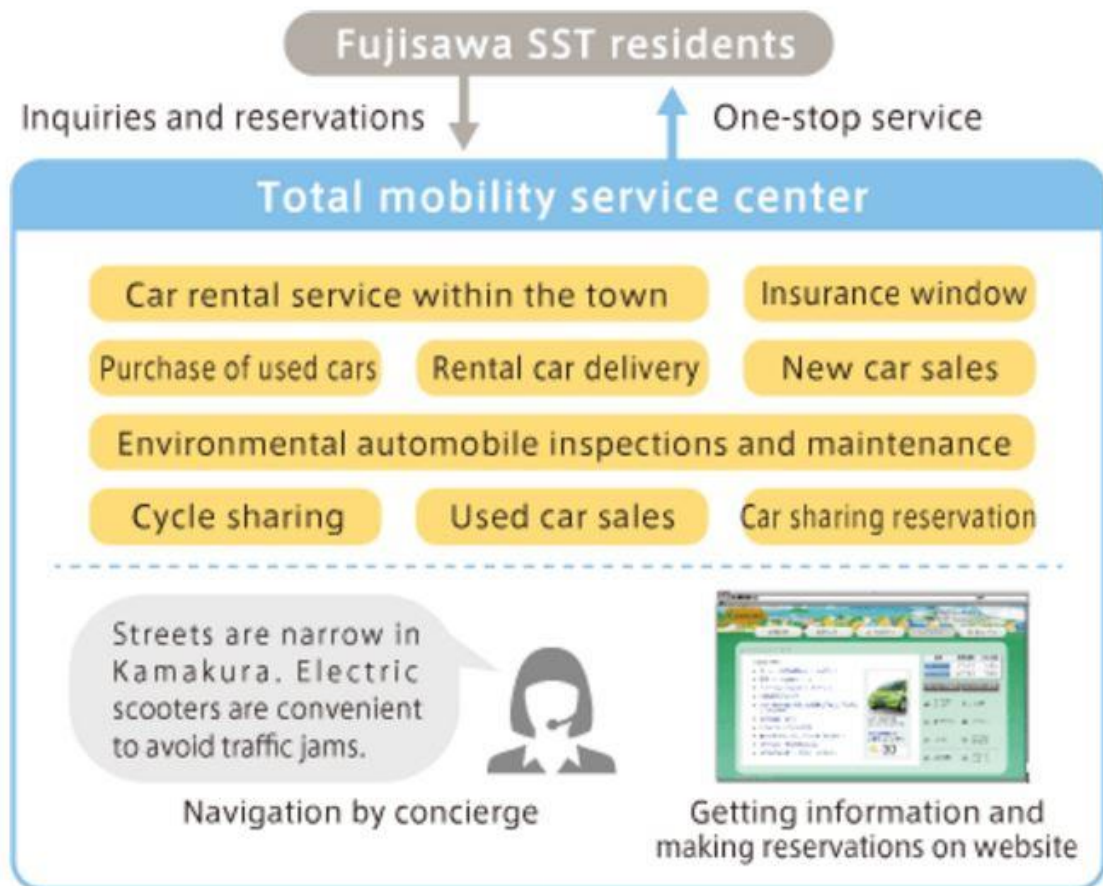 Fujisawa SST residents
Inquiries and reservations
One-stop service
Total mobility service center
Car rental service within the town
Insurance window
Purchase of used cars
Rental car delivery
New car sales
Environmental automobile inspections and maintenance
Cycle sharing
Used car sales
Car sharing reservation
Streets are narrow in
Kamakura. Electric
scooters are convenient
to avoid traffic jams.
Navigation by concierge
Getting information and
making reservations on website